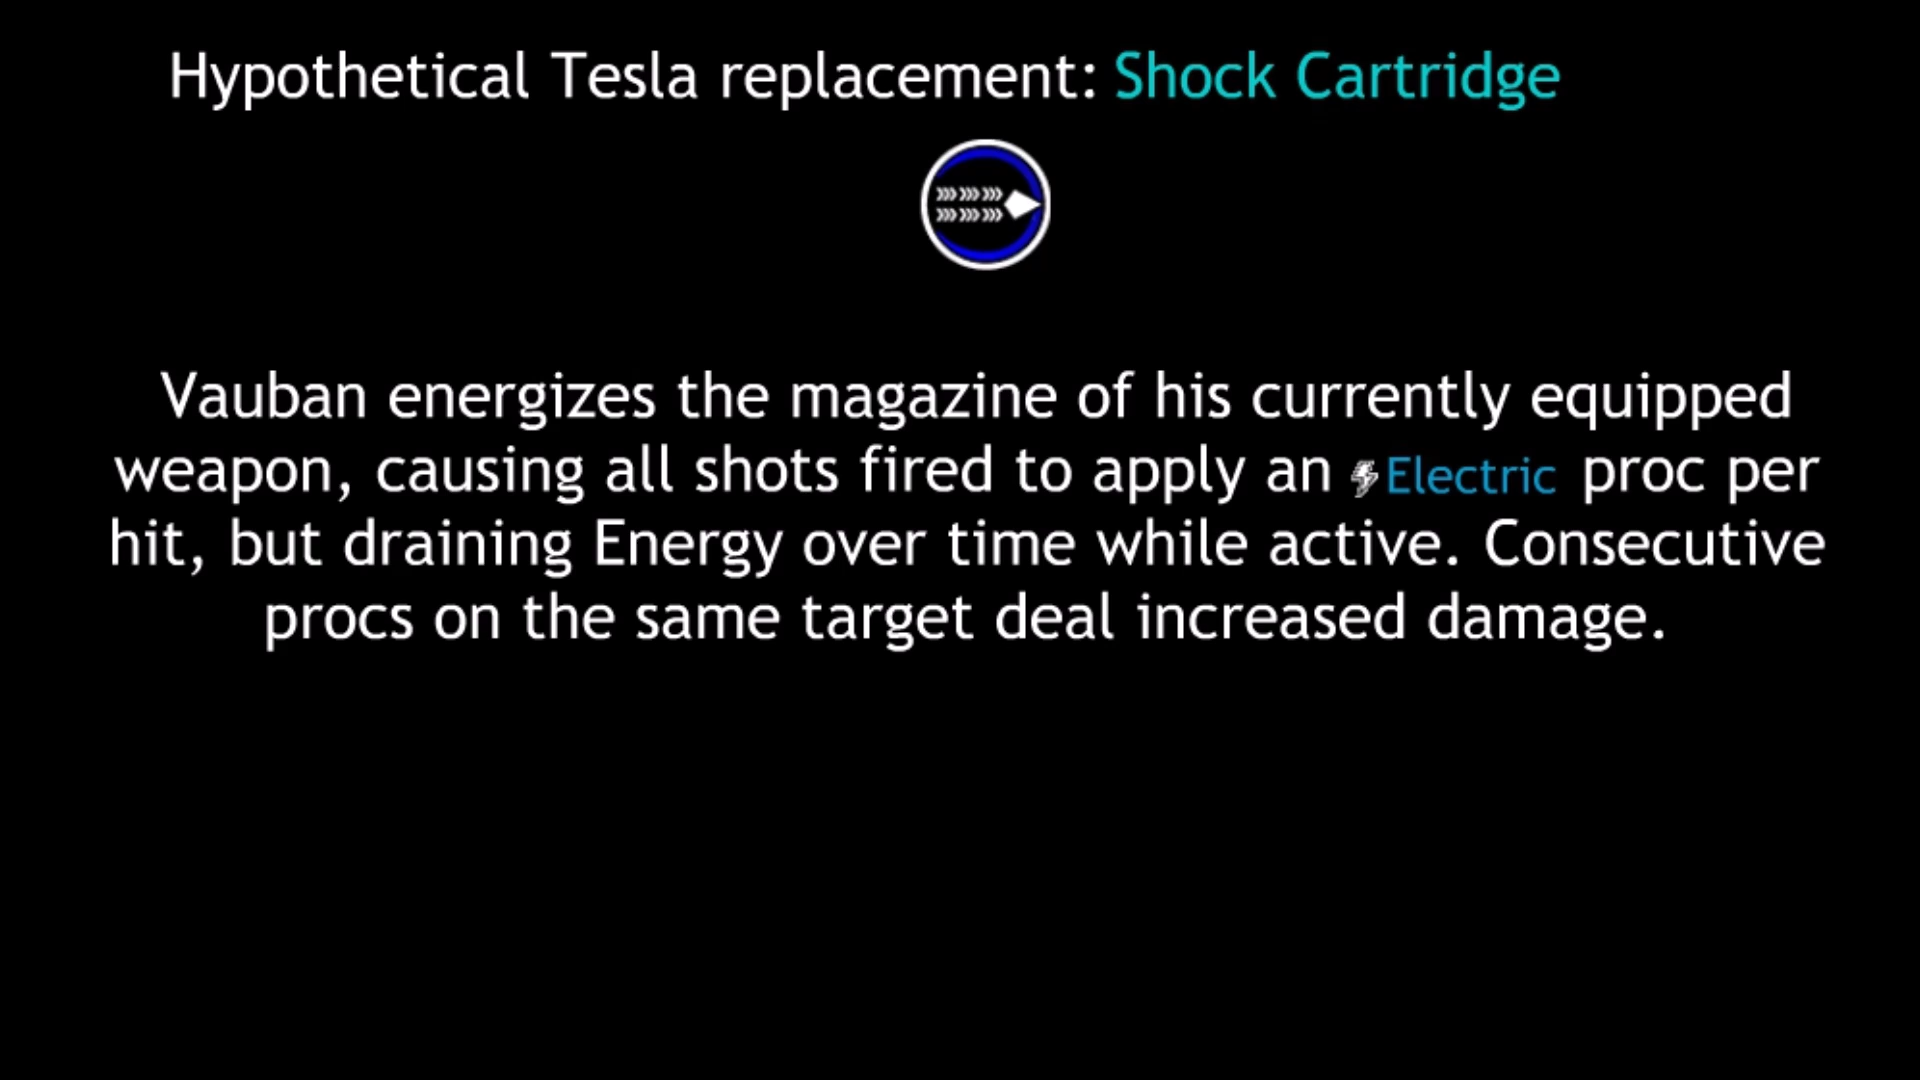 Hypothetical Tesla replacement: Shock Cartridge
Vauban energizes the magazine of his currently equipped
weapon, causing all shots fired to apply an Electric proc per
hit, but draining Energy over time while active. Consecutive
procs on the same target deal increased damage.